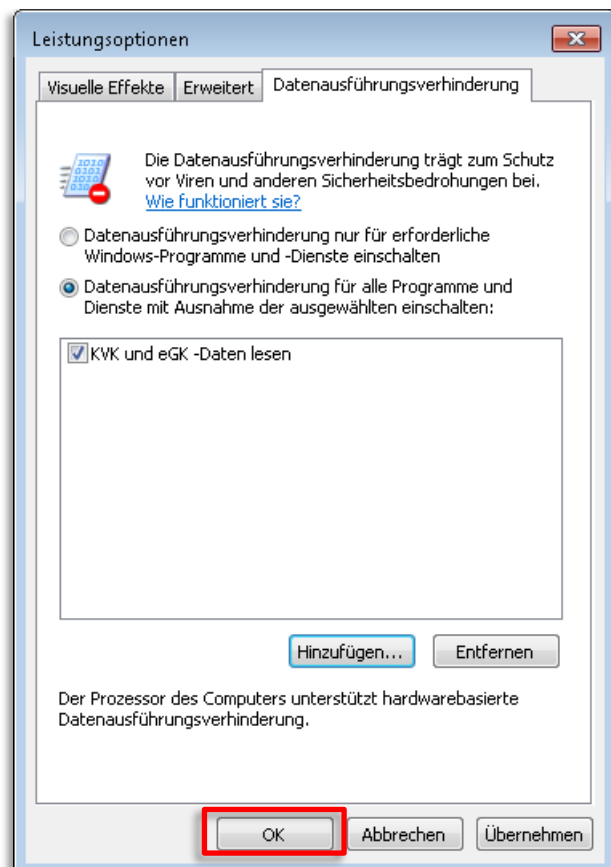 Leistungsoptionen
Visuelle Effekte
Erweitert
Datenausführungsverhinderung
Die Datenausführungsverhinderung trägt zum Schutz
vor Viren und anderen Sicherheitsbedrohungen bei.
Wie funktioniert sie?
Datenausführungsverhinderung nur für erforderliche
Windows-Programme und -Dienste einschalten
Datenausführungsverhinderung für alle Programme und
Dienste mit Ausnahme der ausgewählten einschalten:
KVK und eGK -Daten lesen
Hinzufügen...
Entfernen
Der Prozessor des Computers unterstützt hardwarebasierte
Datenausführungsverhinderung.
OK
Abbrechen
Übernehmen